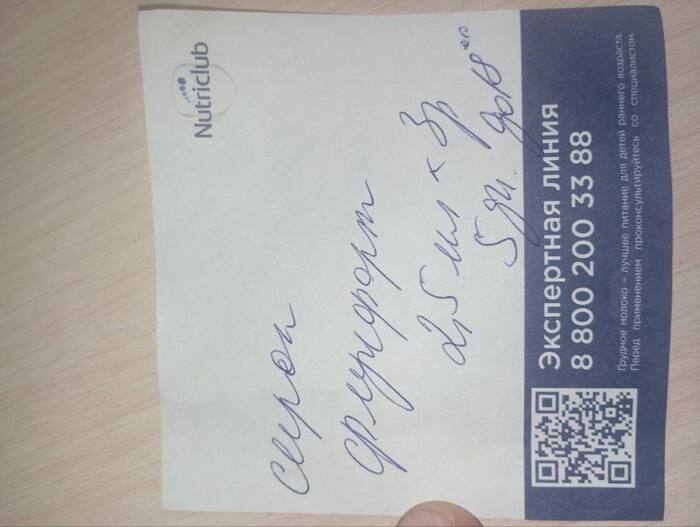 Nutriclub
сироп
флуифорт
2,5 мл × 3р
5 дн.
Экспертная линия
8 800 200 33 88
Грудное молоко – лучшее питание для детей раннего возраста.
Перед применением проконсультируйтесь со специалистом.